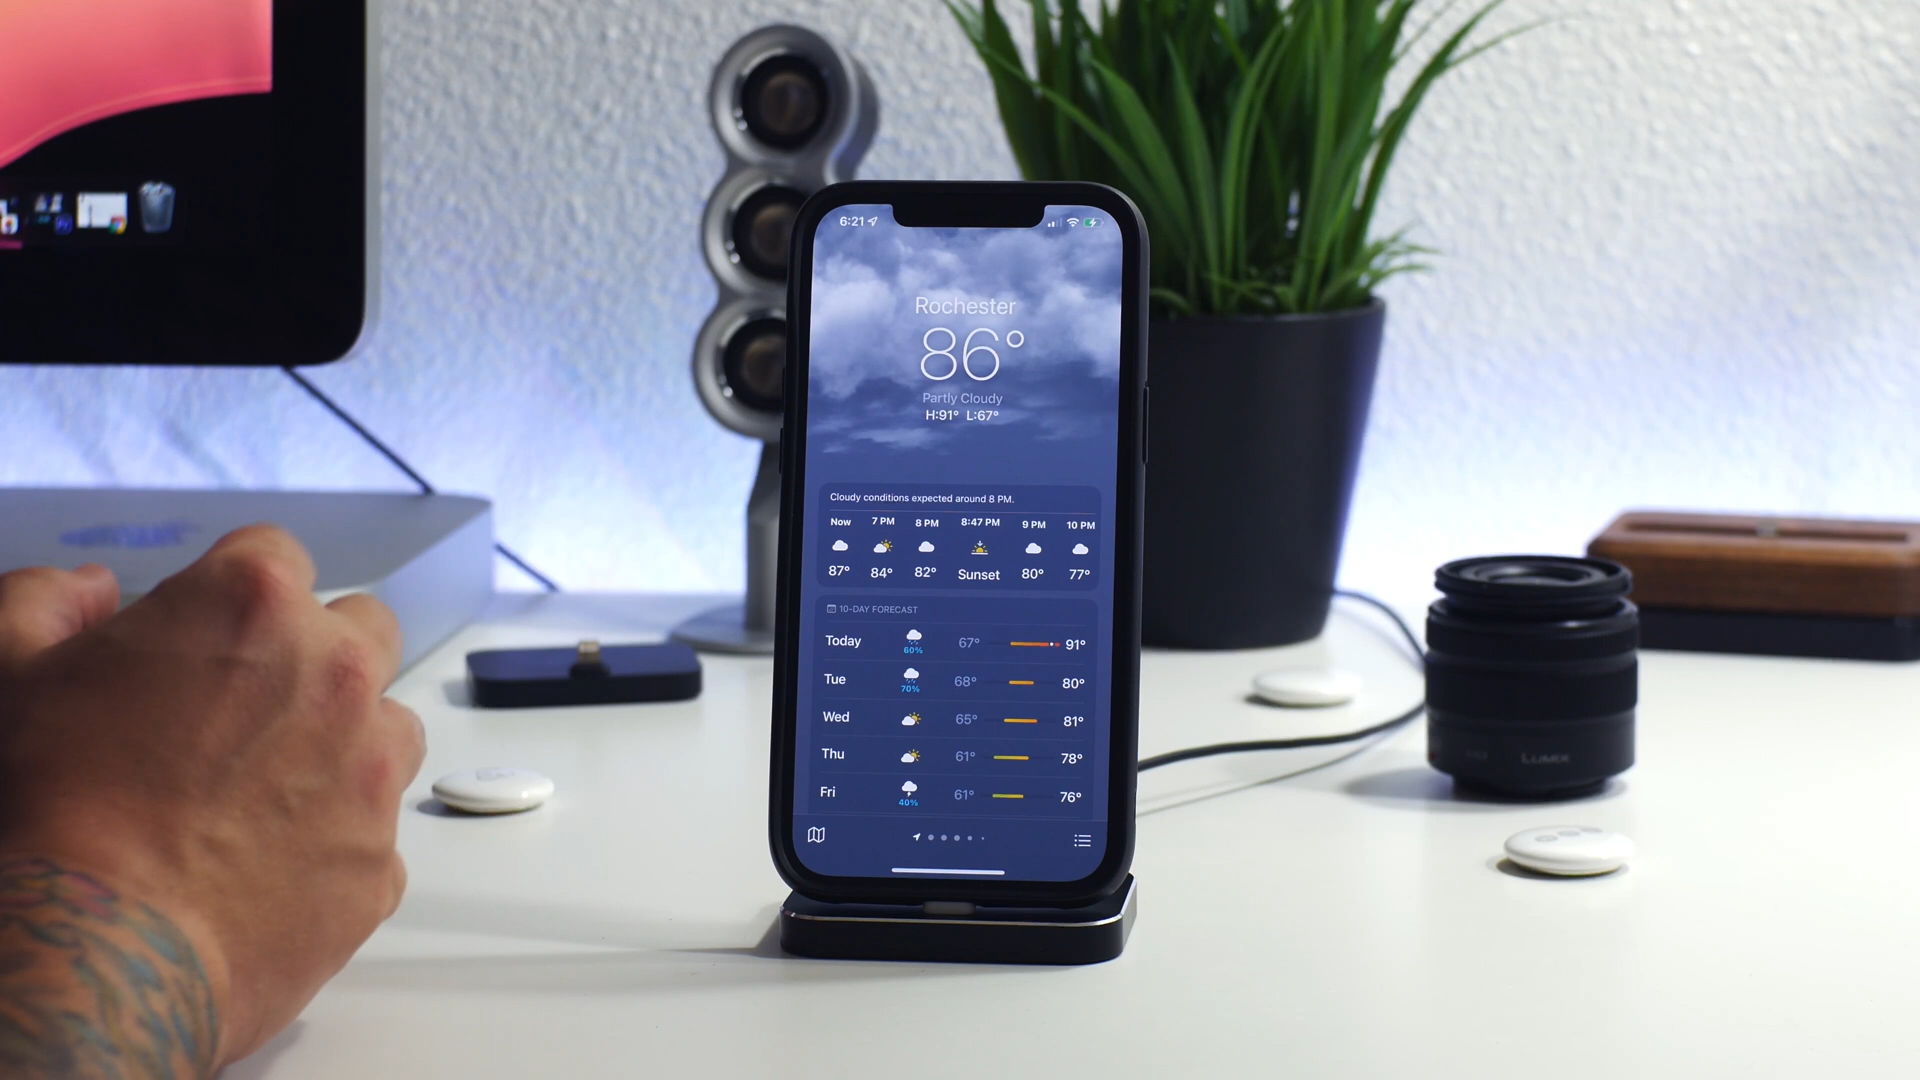 6:21
Rochester
86°
Partly Cloudy
H:91° L:67°
Cloudy conditions expected around 8 PM.
Now 7 PM 8 PM 8:47 PM 9 PM 10 PM
87° 84° 82° Sunset 80° 77°
10-DAY FORECAST
Today 60% 67° 91°
Tue 70% 68° 80°
Wed 65° 81°
Thu 61° 78°
Fri 40% 61° 76°
LUMIX